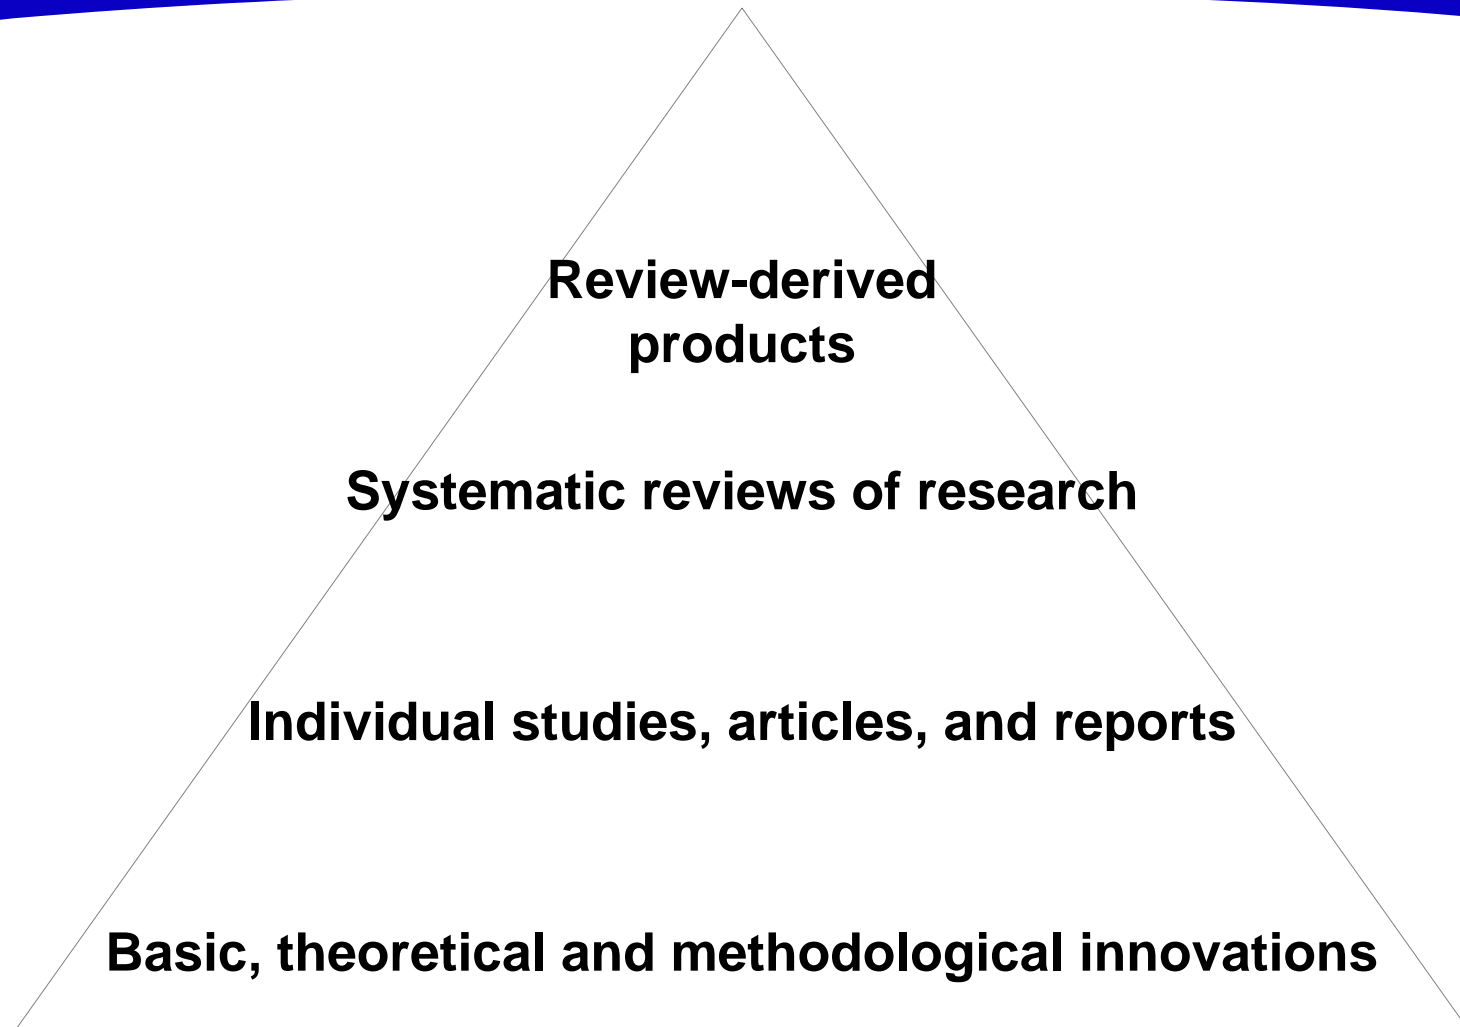 Review-derived
products
Systematic reviews of research
Individual studies, articles, and reports
Basic, theoretical and methodological innovations